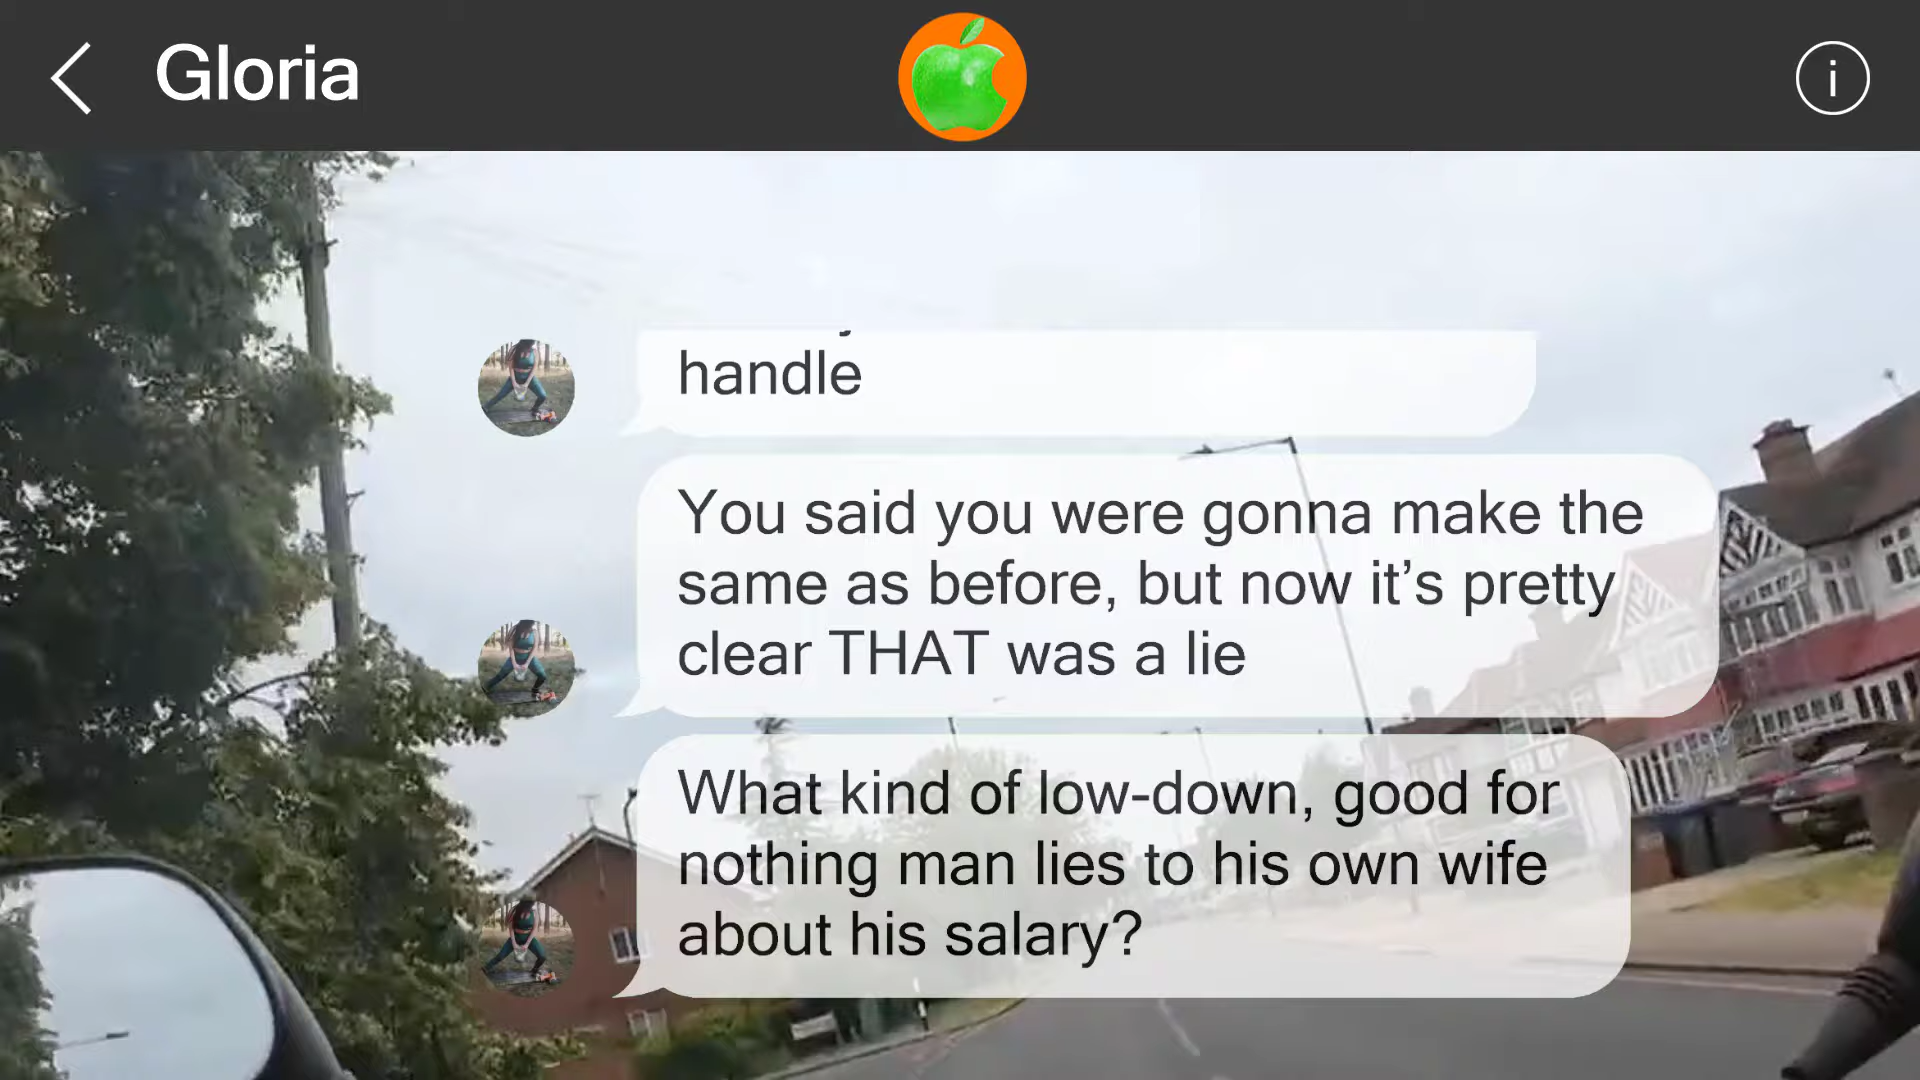 Gloria
handle
You said you were gonna make the
same as before, but now it's pretty
clear THAT was a lie
What kind of low-down, good for
nothing man lies to his own wife
about his salary?